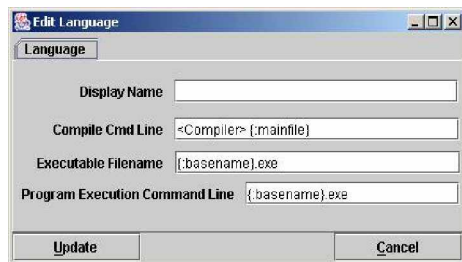 Edit Language
Language
Display Name
Compile Cmd Line <Compiler> {:mainfile}
Executable Filename {:basename}.exe
Program Execution Command Line {:basename}.exe
Update Cancel